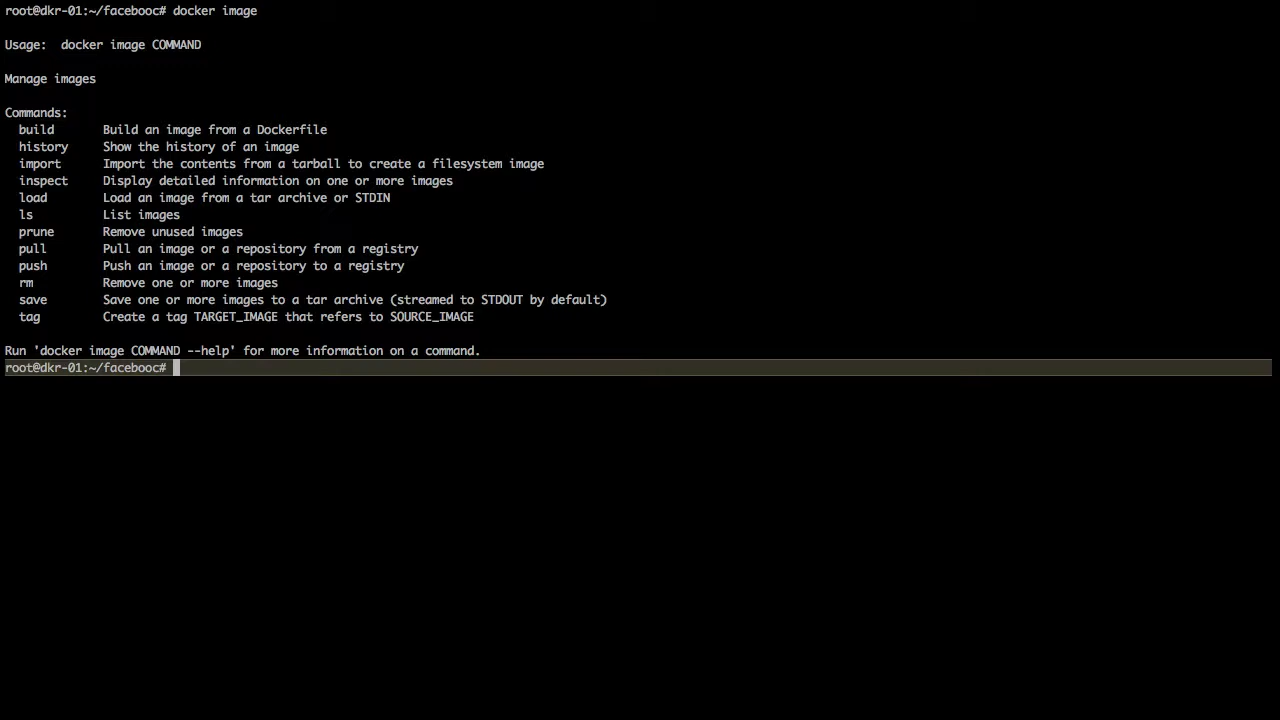 root@dkr-01:~/facebooc# docker image
Usage:  docker image COMMAND
Manage images
Commands:
  build       Build an image from a Dockerfile
  history     Show the history of an image
  import      Import the contents from a tarball to create a filesystem image
  inspect     Display detailed information on one or more images
  load        Load an image from a tar archive or STDIN
  ls          List images
  prune       Remove unused images
  pull        Pull an image or a repository from a registry
  push        Push an image or a repository to a registry
  rm          Remove one or more images
  save        Save one or more images to a tar archive (streamed to STDOUT by default)
  tag         Create a tag TARGET_IMAGE that refers to SOURCE_IMAGE
Run 'docker image COMMAND --help' for more information on a command.
root@dkr-01:~/facebooc#